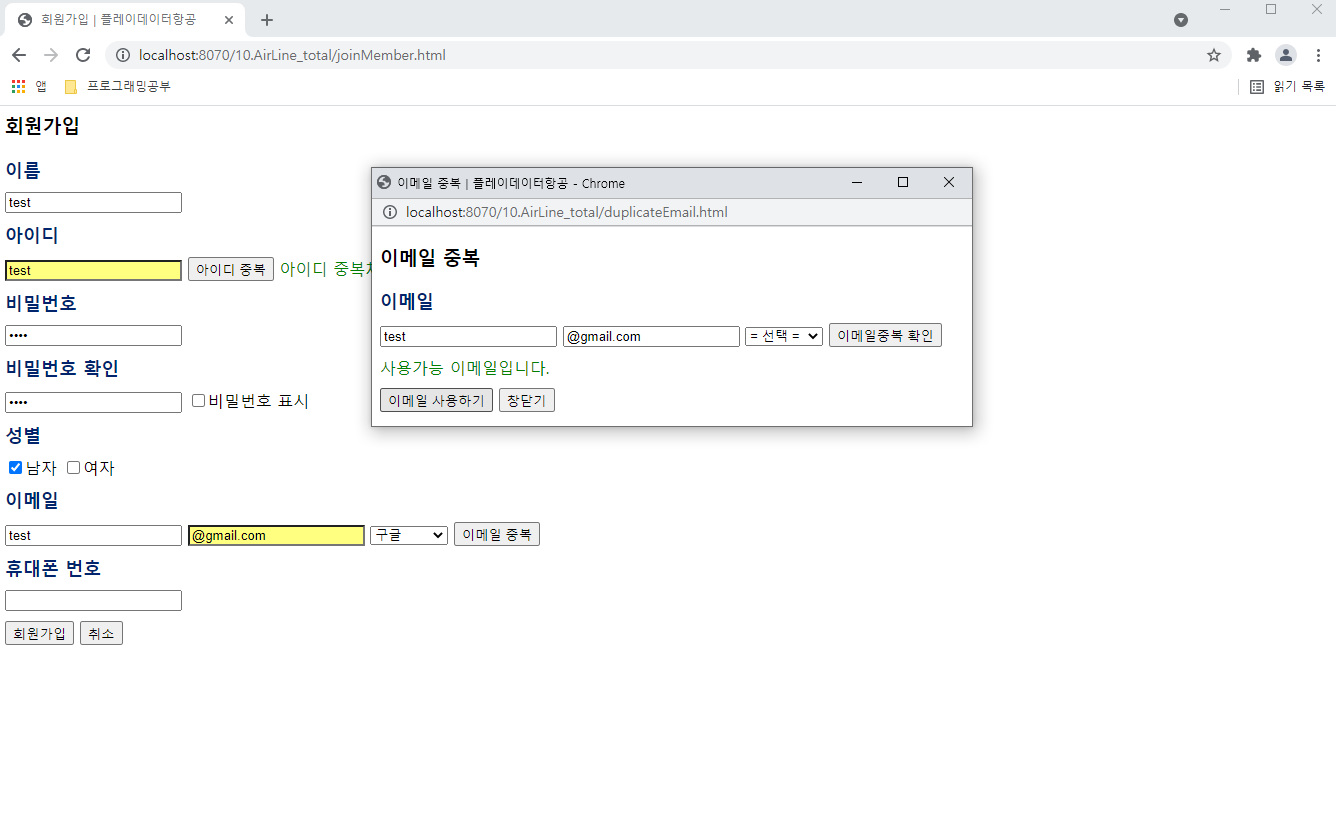 회원가입 | 플레이데이터항공
localhost:8070/10.AirLine_total/joinMember.html
앱 프로그래밍공부 읽기 목록
회원가입
이름
test
아이디
test 아이디 중복 아이디 중복
비밀번호
••••
비밀번호 확인
•••• 비밀번호 표시
성별
남자 여자
이메일
test @gmail.com 구글 이메일 중복
휴대폰 번호
회원가입 취소
이메일 중복 | 플레이데이터항공 - Chrome
localhost:8070/10.AirLine_total/duplicateEmail.html
이메일 중복
이메일
test @gmail.com = 선택 = 이메일중복 확인
사용가능 이메일입니다.
이메일 사용하기 창닫기